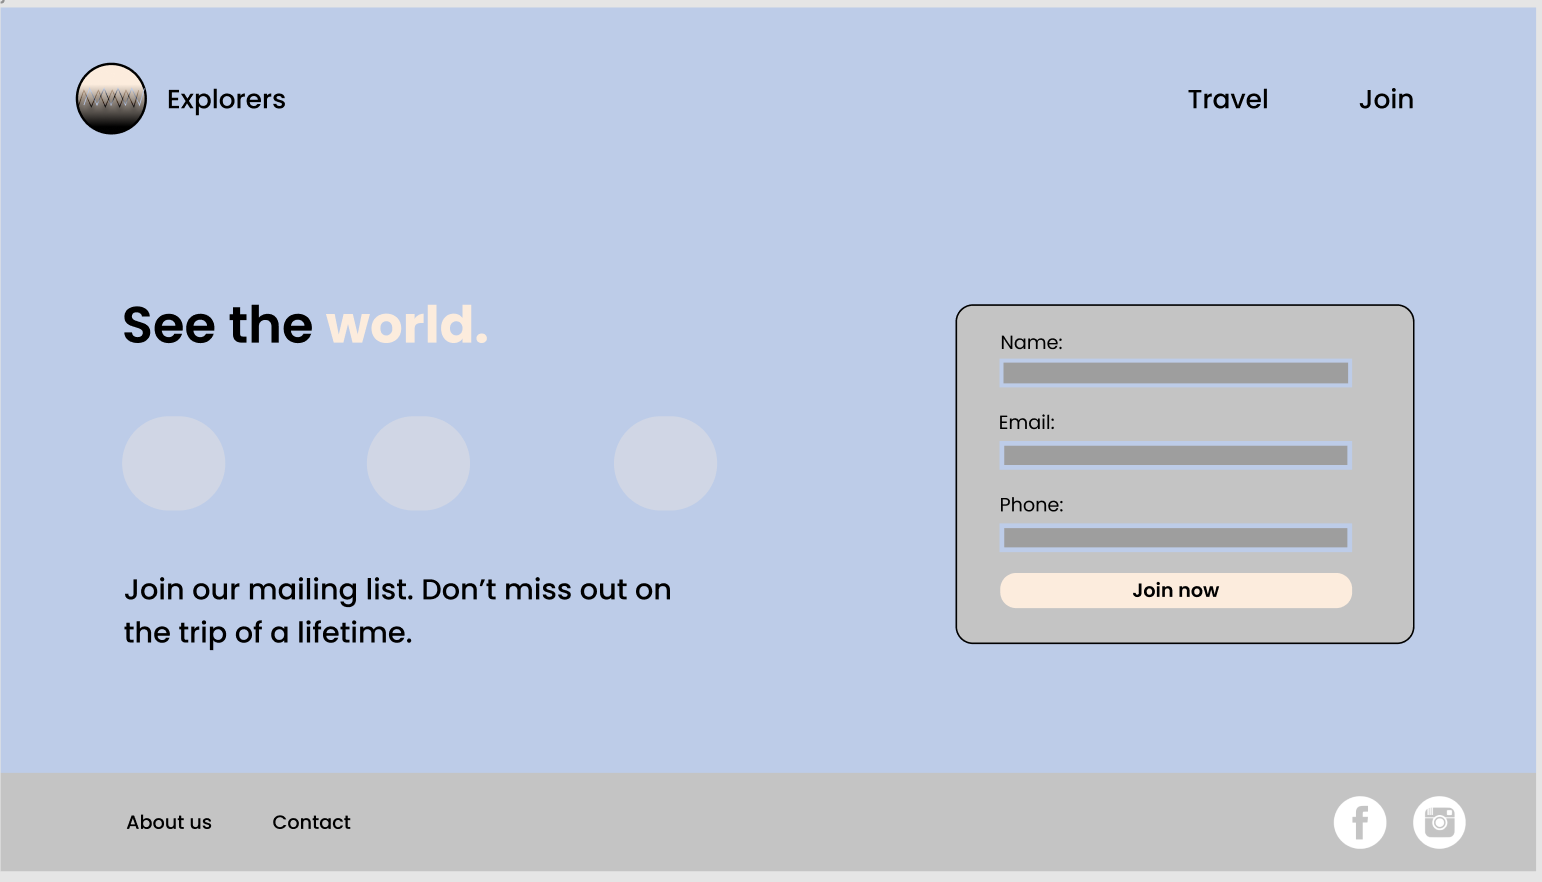 Explorers
Travel
Join
See the world.
Join our mailing list. Don’t miss out on
the trip of a lifetime.
Name:
Email:
Phone:
Join now
About us
Contact